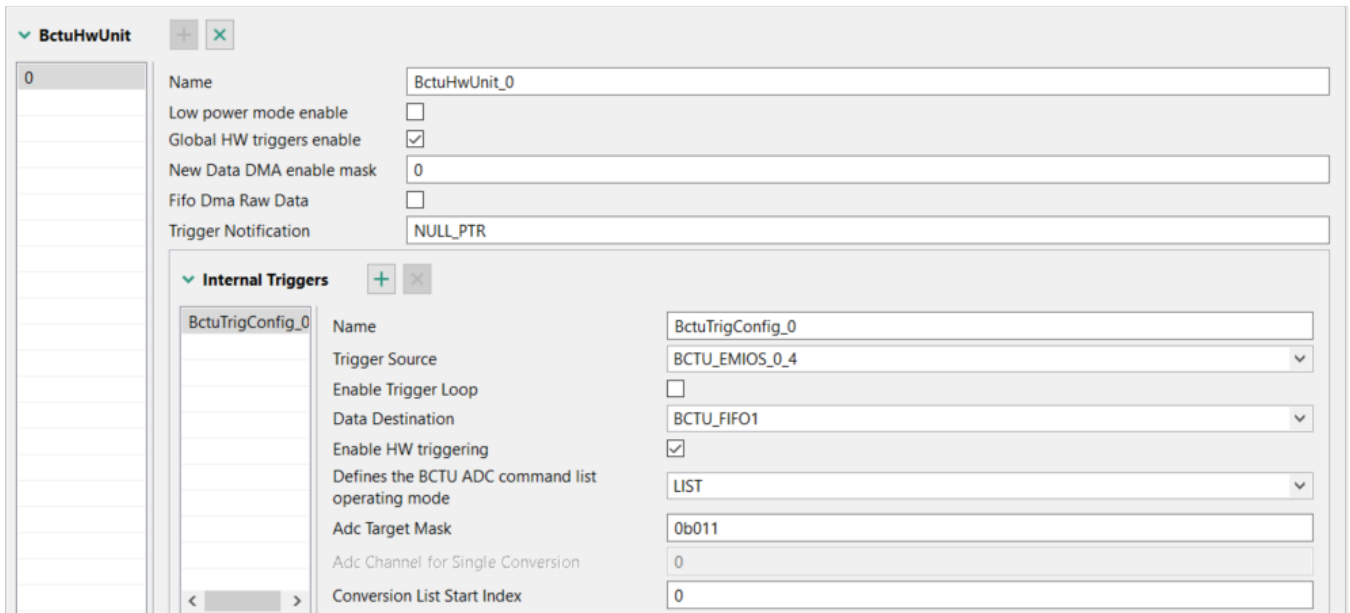 BctuHwUnit
0
Name BctuHwUnit_0
Low power mode enable
Global HW triggers enable
New Data DMA enable mask 0
Fifo Dma Raw Data
Trigger Notification NULL_PTR
Internal Triggers
BctuTrigConfig_0
Name BctuTrigConfig_0
Trigger Source BCTU_EMIOS_0_4
Enable Trigger Loop
Data Destination BCTU_FIFO1
Enable HW triggering
Defines the BCTU ADC command list
operating mode LIST
Adc Target Mask 0b011
Adc Channel for Single Conversion 0
Conversion List Start Index 0